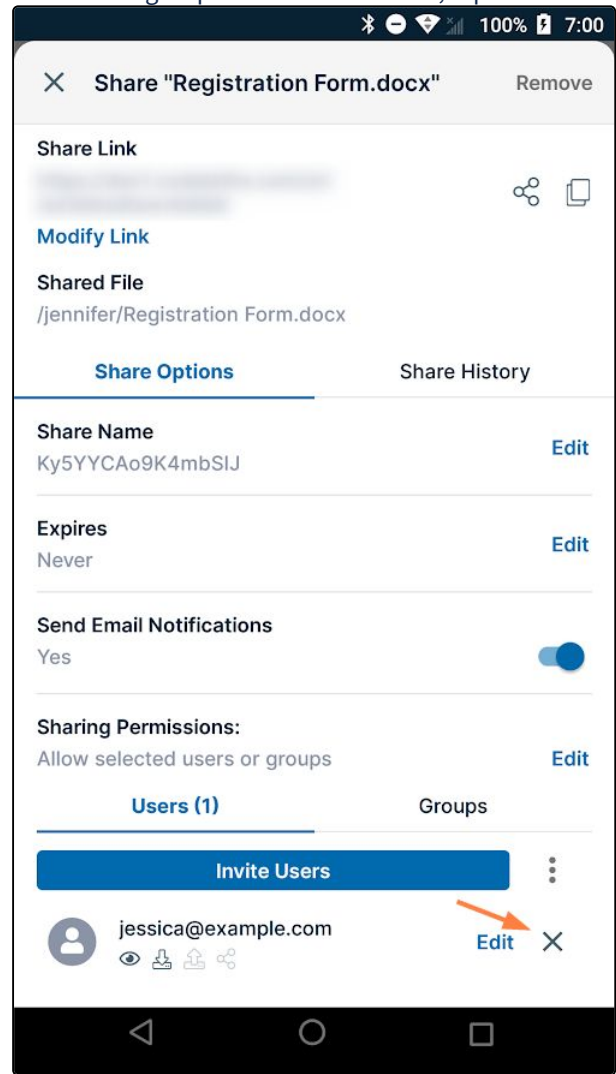 100% 7:00
Share "Registration Form.docx" Remove
Share Link
Modify Link
Shared File
/jennifer/Registration Form.docx
Share Options Share History
Share Name
Ky5YYCAo9K4mbSIJ Edit
Expires
Never Edit
Send Email Notifications
Yes
Sharing Permissions:
Allow selected users or groups Edit
Users (1) Groups
Invite Users
jessica@example.com
Edit